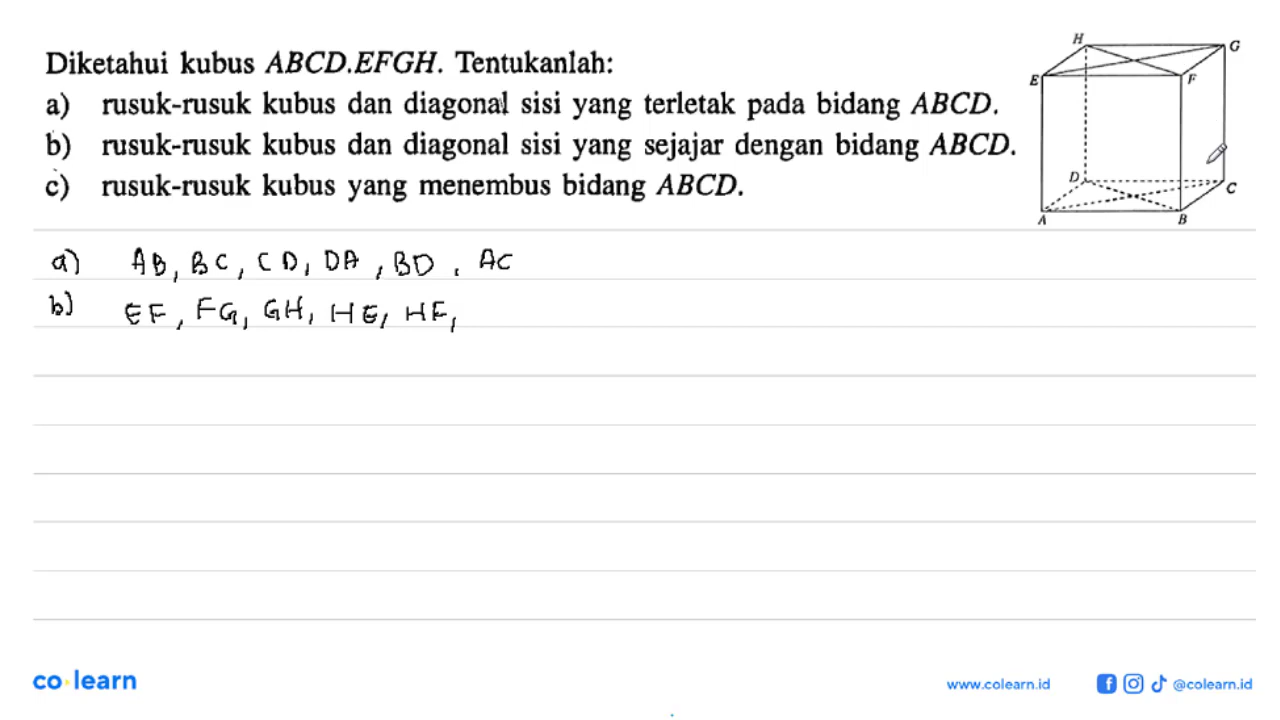 Diketahui kubus ABCD.EFGH. Tentukanlah:
a) rusuk-rusuk kubus dan diagonal sisi yang terletak pada bidang ABCD.
b) rusuk-rusuk kubus dan diagonal sisi yang sejajar dengan bidang ABCD.
c) rusuk-rusuk kubus yang menembus bidang ABCD.
H
G
E
F
D
C
A
B
a) AB, BC, CD, DA, BD, AC
b) EF, FG, GH, HE, HF,
co learn
www.colearn.id
@colearn.id